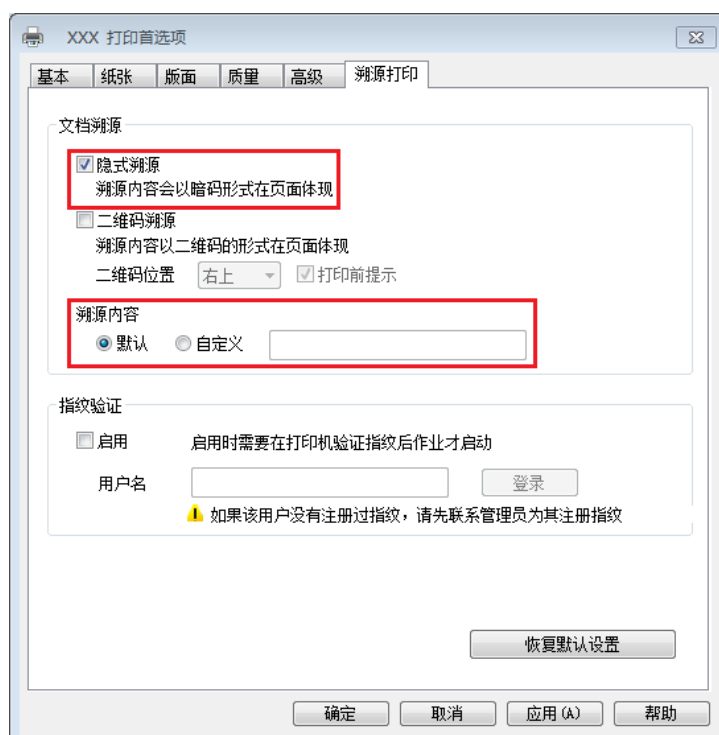 XXX 打印首选项
基本 纸张 版面 质量 高级 溯源打印
文档溯源
隐式溯源
溯源内容会以暗码形式在页面体现
二维码溯源
溯源内容以二维码的形式在页面体现
二维码位置 右上 打印前提示
溯源内容
默认 自定义
指纹验证
启用 启用时需要在打印机验证指纹后作业才启动
用户名 登录
如果该用户没有注册过指纹，请先联系管理员为其注册指纹
恢复默认设置
确定 取消 应用(A) 帮助